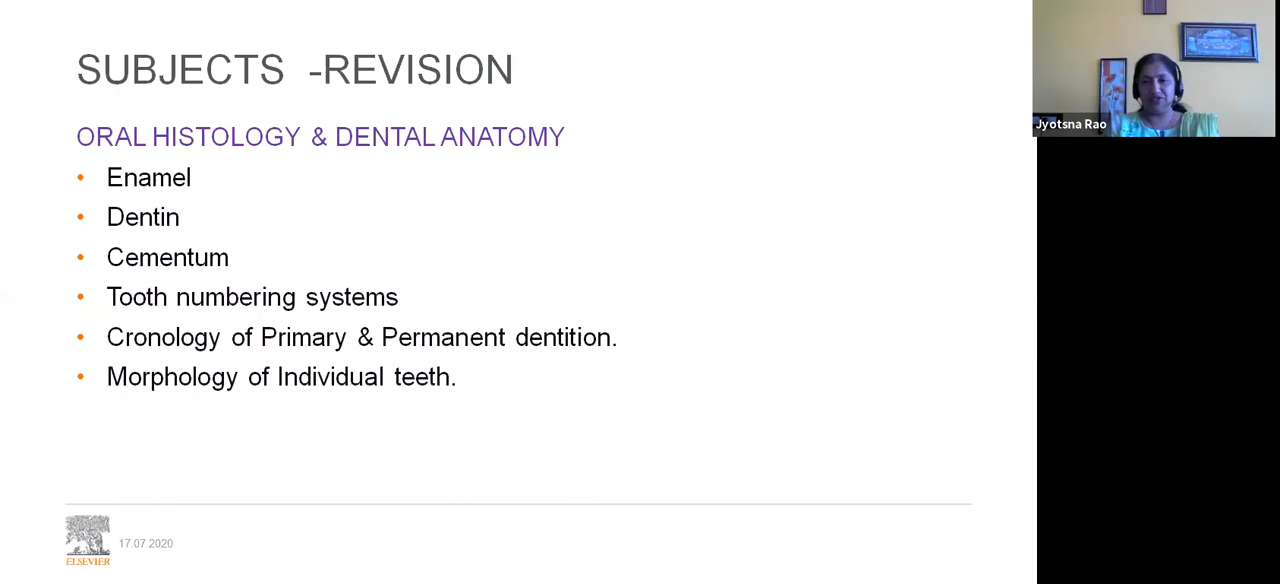 SUBJECTS -REVISION
Jyotsna Rao
ORAL HISTOLOGY & DENTAL ANATOMY
• Enamel
• Dentin
• Cementum
• Tooth numbering systems
• Cronology of Primary & Permanent dentition.
• Morphology of Individual teeth.
ELSEVIER
17.07.2020